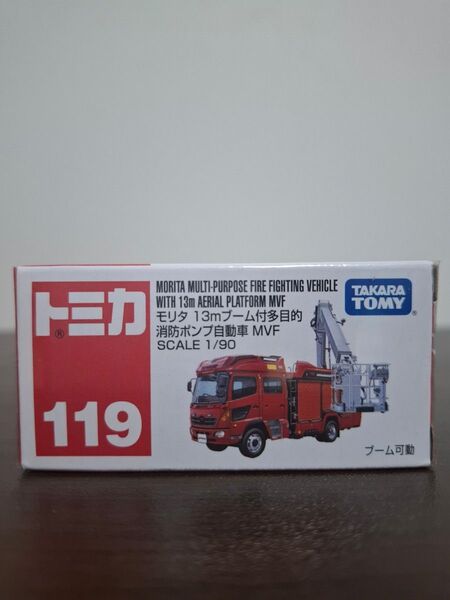 トミカ®
119
MORITA MULTI-PURPOSE FIRE FIGHTING VEHICLE
WITH 13m AERIAL PLATFORM MVF
モリタ 13mブーム付多目的
消防ポンプ自動車 MVF
SCALE 1/90
TAKARA
TOMY®
ブーム可動